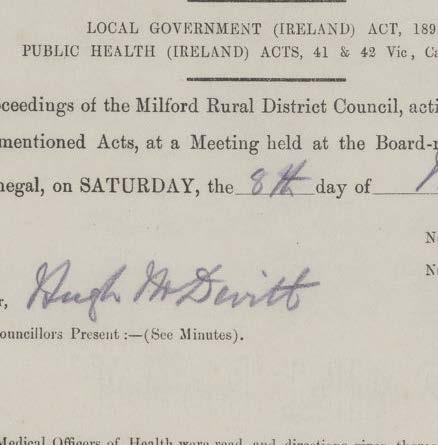 LOCAL GOVERNMENT (IRELAND) ACT, 189
PUBLIC HEALTH (IRELAND) ACTS, 41 & 42 Vic, Ca
oceedings of the Milford Rural District Council, acti
mentioned Acts, at a Meeting held at the Board-r
negal, on SATURDAY, the 8th day of
N
N
r, Hugh McDevitt
ouncillors Present :—(See Minutes).
Medical Officers of Health were read and directions given